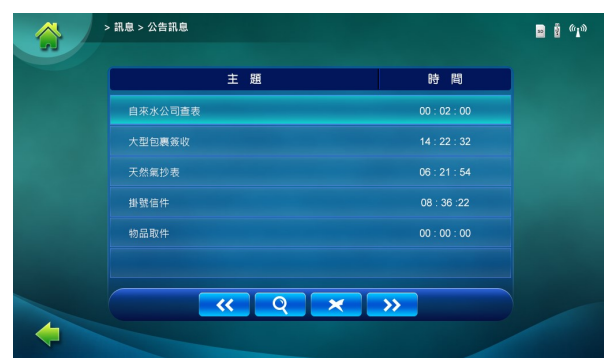 > 訊息 > 公告訊息
主 題 時 間
自來水公司查表 00 : 02 : 00
大型包裹簽收 14 : 22 : 32
天然氣抄表 06 : 21 : 54
掛號信件 08 : 36 :22
物品取件 00 : 00 : 00